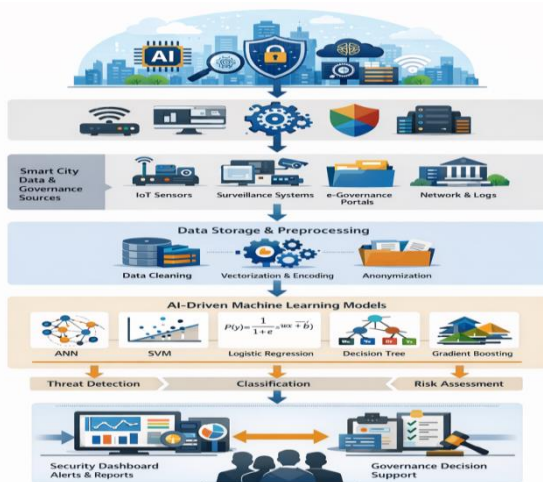 AI
Smart City
Data &
Governance
Sources
IoT Sensors
Surveillance Systems
e-Governance
Portals
Network & Logs
Data Storage & Preprocessing
Data Cleaning
Vectorization & Encoding
Anonymization
AI-Driven Machine Learning Models
ANN
SVM
Logistic Regression
Decision Tree
Gradient Boosting
Threat Detection
Classification
Risk Assessment
Security Dashboard
Alerts & Reports
Governance Decision
Support